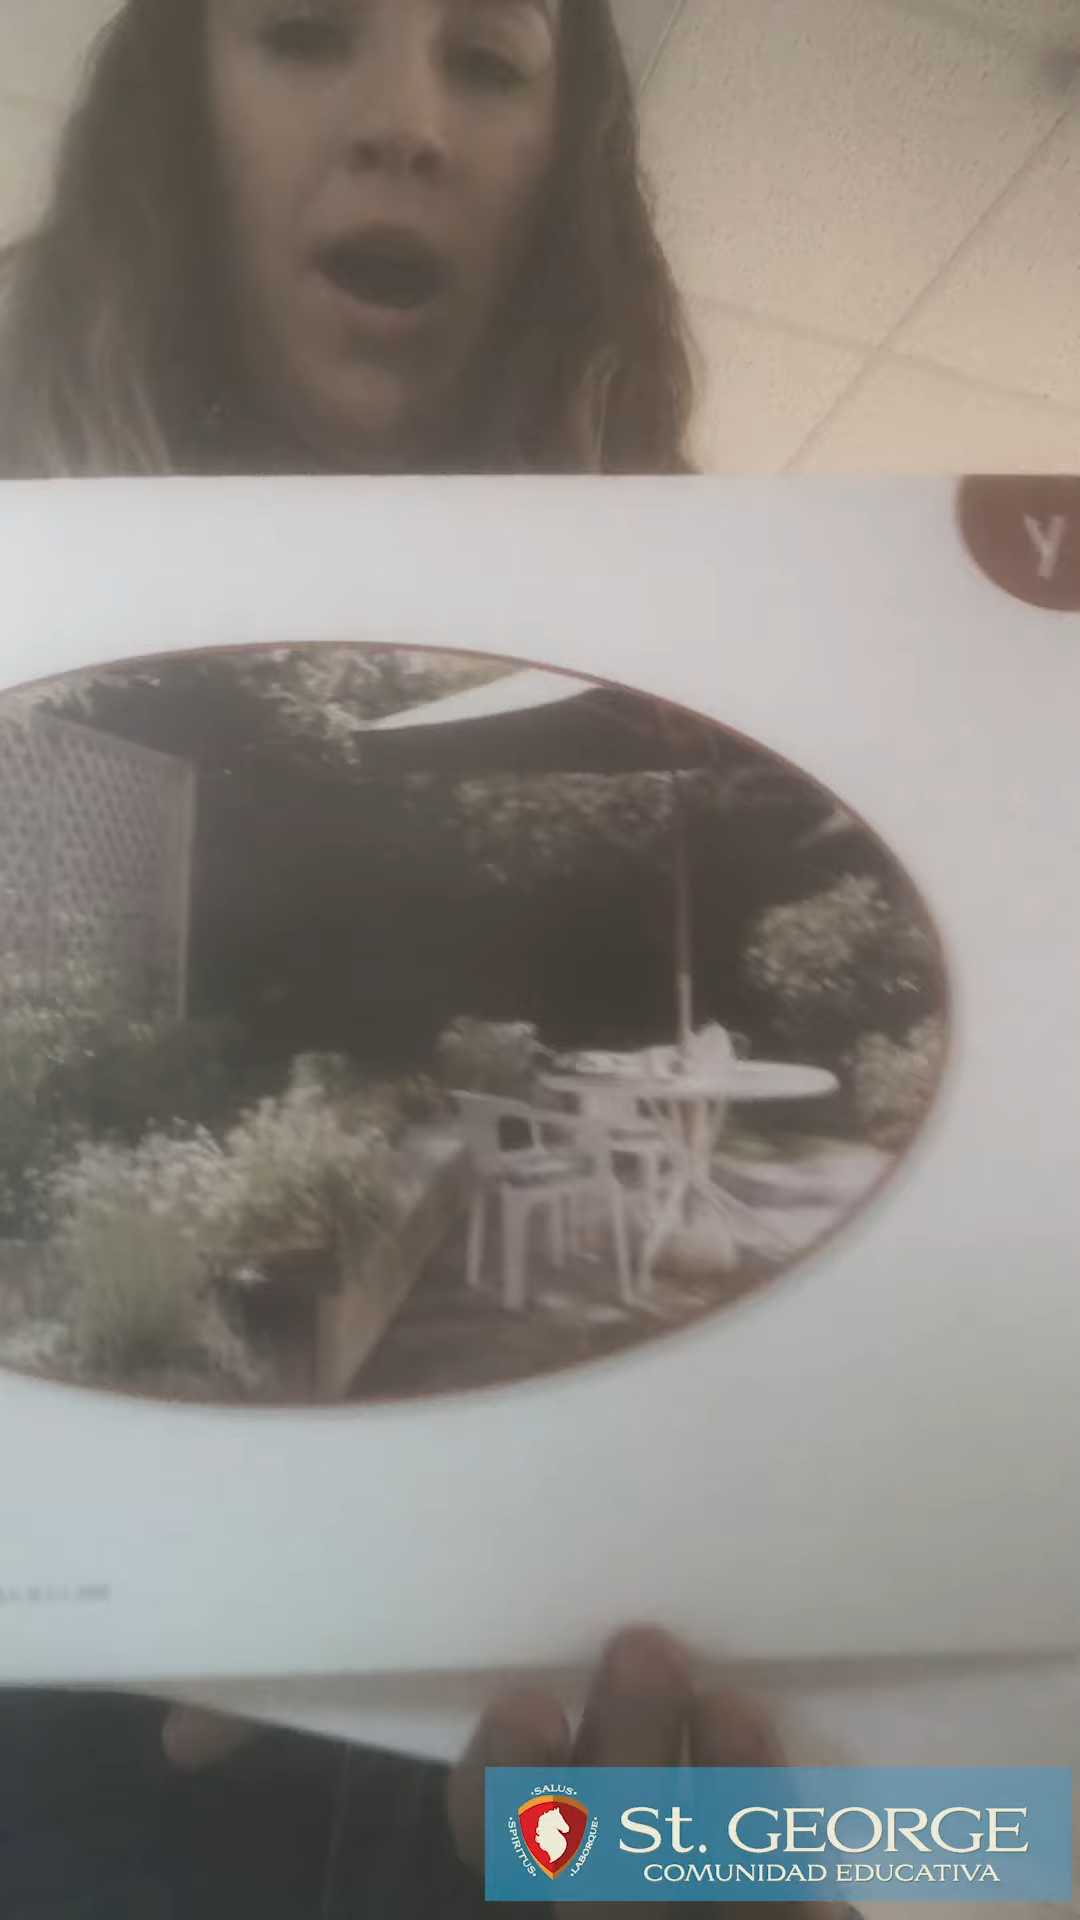 y
SALUS
SPIRITUS
LABORQUE
St. GEORGE
COMUNIDAD EDUCATIVA